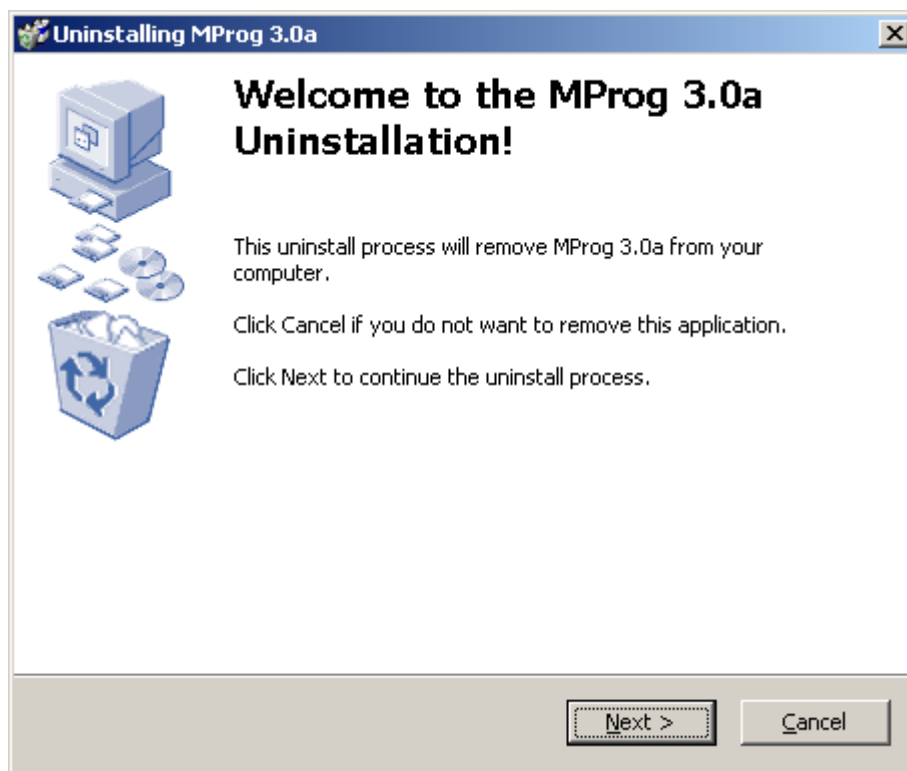 Uninstalling MProg 3.0a
Welcome to the MProg 3.0a
Uninstallation!
This uninstall process will remove MProg 3.0a from your
computer.
Click Cancel if you do not want to remove this application.
Click Next to continue the uninstall process.
Next >
Cancel